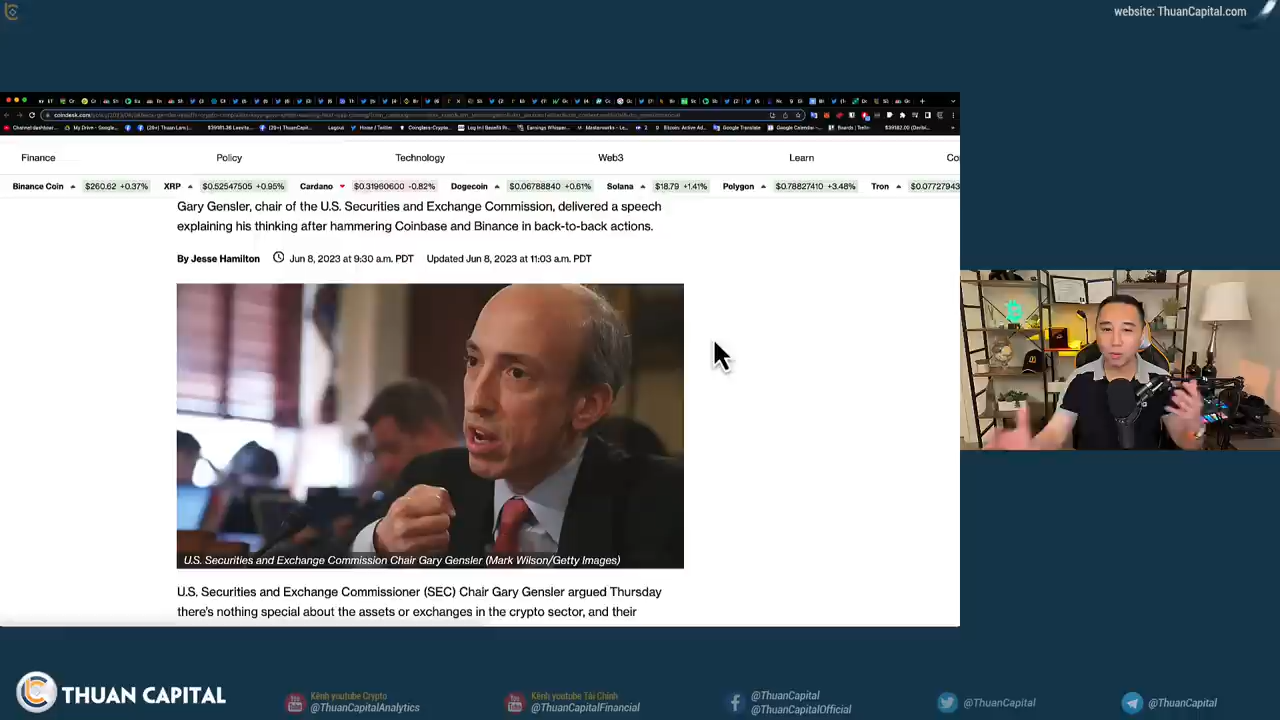 website: ThuanCapital.com
Finance
Policy
Technology
Web3
Learn
Co
Binance Coin $260.62 +0.37%
XRP $0.52547505 +0.95%
Cardano $0.31960600 -0.82%
Dogecoin $0.06788840 +0.61%
Solana $18.79 +1.41%
Polygon $0.78827410 +3.48%
Tron $0.07727943
Gary Gensler, chair of the U.S. Securities and Exchange Commission, delivered a speech
explaining his thinking after hammering Coinbase and Binance in back-to-back actions.
By Jesse Hamilton Jun 8, 2023 at 9:30 a.m. PDT Updated Jun 8, 2023 at 11:03 a.m. PDT
U.S. Securities and Exchange Commission Chair Gary Gensler (Mark Wilson/Getty Images)
U.S. Securities and Exchange Commissioner (SEC) Chair Gary Gensler argued Thursday
there's nothing special about the assets or exchanges in the crypto sector, and their
THUAN CAPITAL
Kênh youtube Crypto
@ThuanCapitalAnalytics
Kênh youtube Tài Chính
@ThuanCapitalFinancial
@ThuanCapital
@ThuanCapitalOfficial
@ThuanCapital
@ThuanCapital